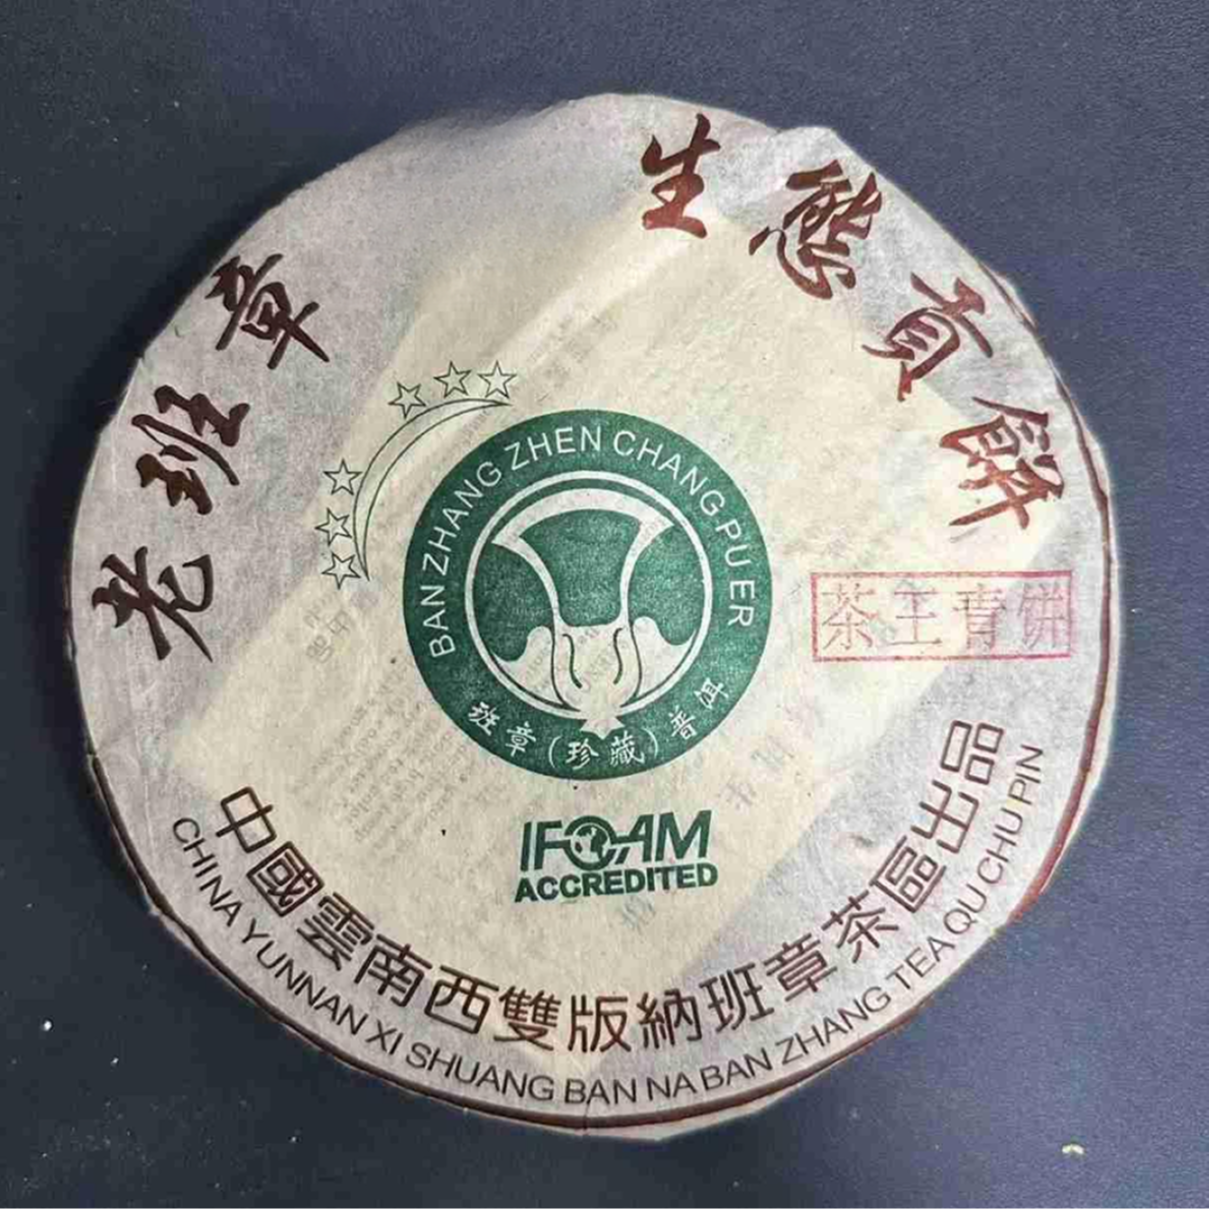 老班章
生態貢餅
BAN ZHANG ZHEN CHANG PU ER
班章(珍藏)普洱
茶王青饼
IFOAM
ACCREDITED
中國雲南西雙版納班章茶區出品
CHINA YUNNAN XI SHUANG BAN NA BAN ZHANG TEA QU CHU PIN